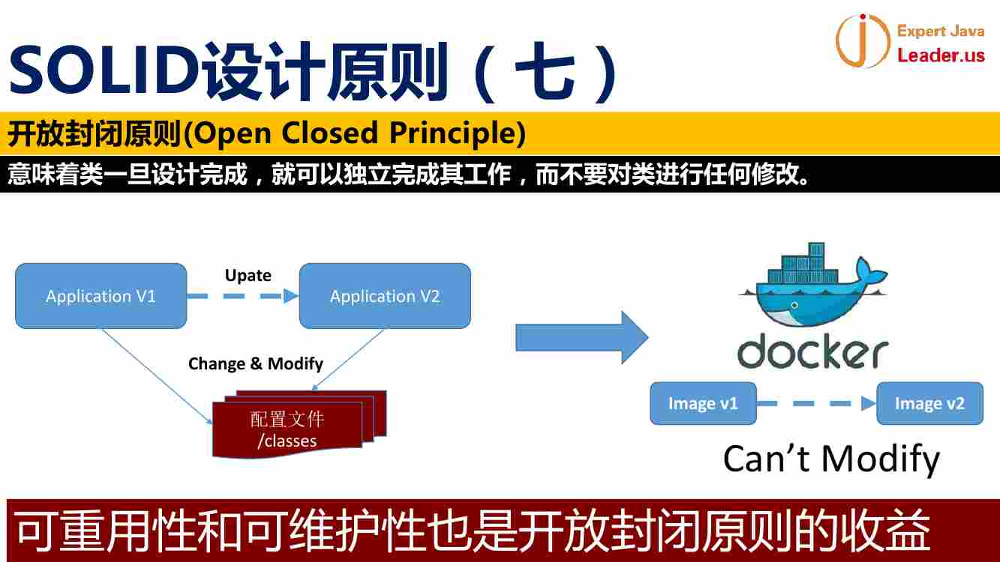 SOLID设计原则（七）
Expert Java
Leader.us
开放封闭原则(Open Closed Principle)
意味着类一旦设计完成，就可以独立完成其工作，而不要对类进行任何修改。
Application V1
Upate
Application V2
Change & Modify
配置文件
/classes
docker
Image v1
Image v2
Can’t Modify
可重用性和可维护性也是开放封闭原则的收益